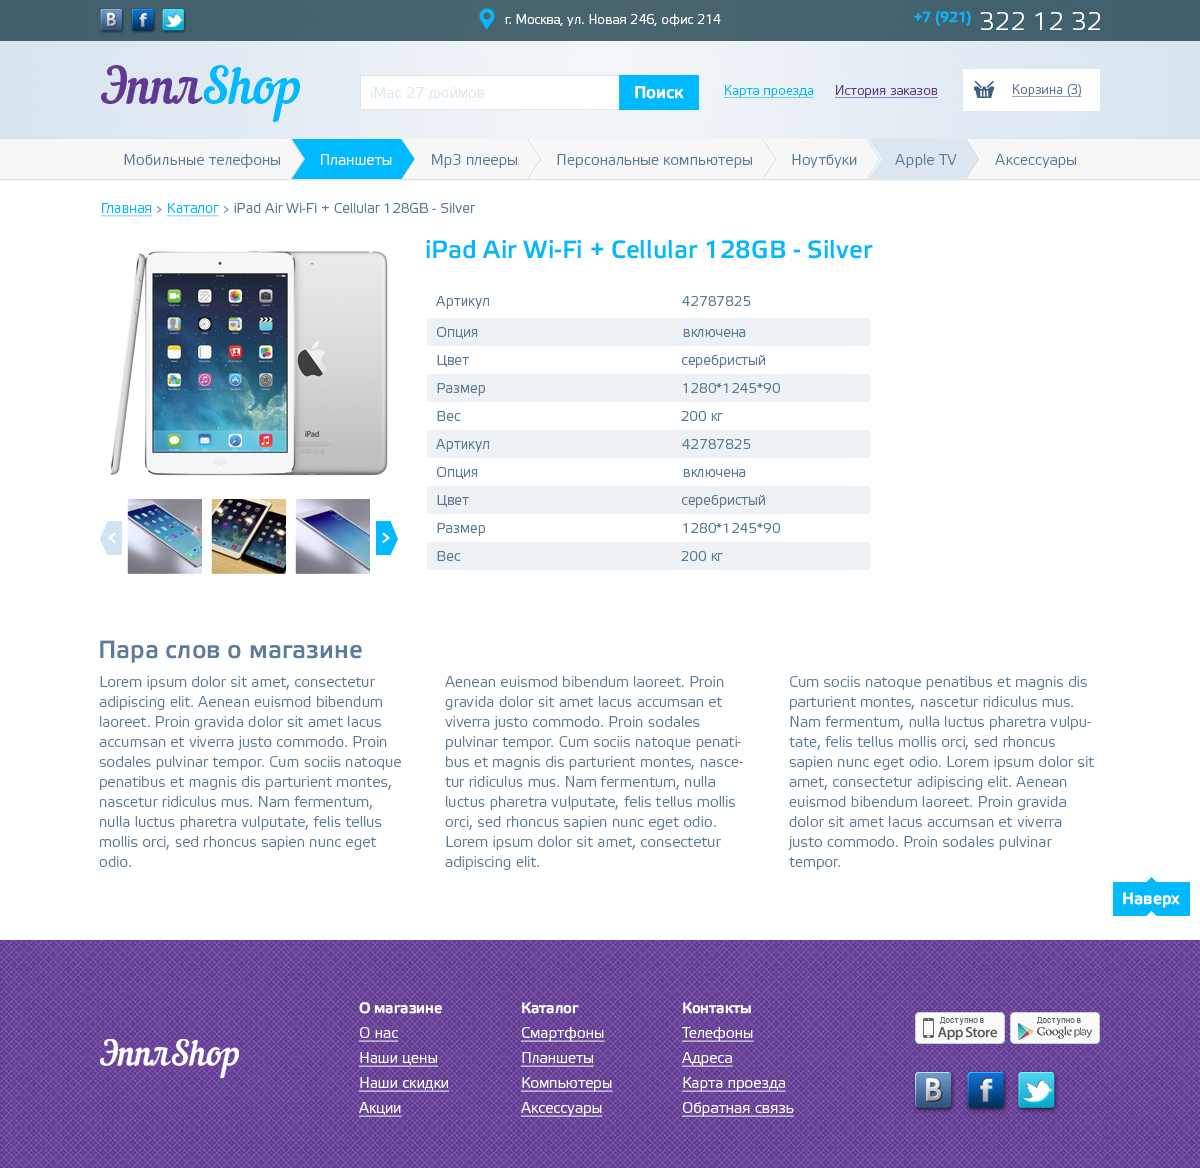 г. Москва, ул. Новая 246, офис 214
+7 (921) 322 12 32
ЭпплShop
iMac 27 дюймов
Поиск
Карта проезда
История заказов
Корзина (3)
Мобильные телефоны
Планшеты
Mp3 плееры
Персональные компьютеры
Ноутбуки
Apple TV
Аксессуары
Главная > Каталог > iPad Air Wi-Fi + Cellular 128GB - Silver
iPad Air Wi-Fi + Cellular 128GB - Silver
iPad
Артикул 42787825
Опция включена
Цвет серебристый
Размер 1280*1245*90
Вес 200 кг
Артикул 42787825
Опция включена
Цвет серебристый
Размер 1280*1245*90
Вес 200 кг
Пара слов о магазине
Lorem ipsum dolor sit amet, consectetur
adipiscing elit. Aenean euismod bibendum
laoreet. Proin gravida dolor sit amet lacus
accumsan et viverra justo commodo. Proin
sodales pulvinar tempor. Cum sociis natoque
penatibus et magnis dis parturient montes,
nascetur ridiculus mus. Nam fermentum,
nulla luctus pharetra vulputate, felis tellus
mollis orci, sed rhoncus sapien nunc eget
odio.
Aenean euismod bibendum laoreet. Proin
gravida dolor sit amet lacus accumsan et
viverra justo commodo. Proin sodales
pulvinar tempor. Cum sociis natoque penati-
bus et magnis dis parturient montes, nasce-
tur ridiculus mus. Nam fermentum, nulla
luctus pharetra vulputate, felis tellus mollis
orci, sed rhoncus sapien nunc eget odio.
Lorem ipsum dolor sit amet, consectetur
adipiscing elit.
Cum sociis natoque penatibus et magnis dis
parturient montes, nascetur ridiculus mus.
Nam fermentum, nulla luctus pharetra vulpu-
tate, felis tellus mollis orci, sed rhoncus
sapien nunc eget odio. Lorem ipsum dolor sit
amet, consectetur adipiscing elit. Aenean
euismod bibendum laoreet. Proin gravida
dolor sit amet lacus accumsan et viverra
justo commodo. Proin sodales pulvinar
tempor.
Наверх
ЭпплShop
О магазине
О нас
Наши цены
Наши скидки
Акции
Каталог
Смартфоны
Планшеты
Компьютеры
Аксессуары
Контакты
Телефоны
Адреса
Карта проезда
Обратная связь
Доступно в
App Store
Доступно в
Google play